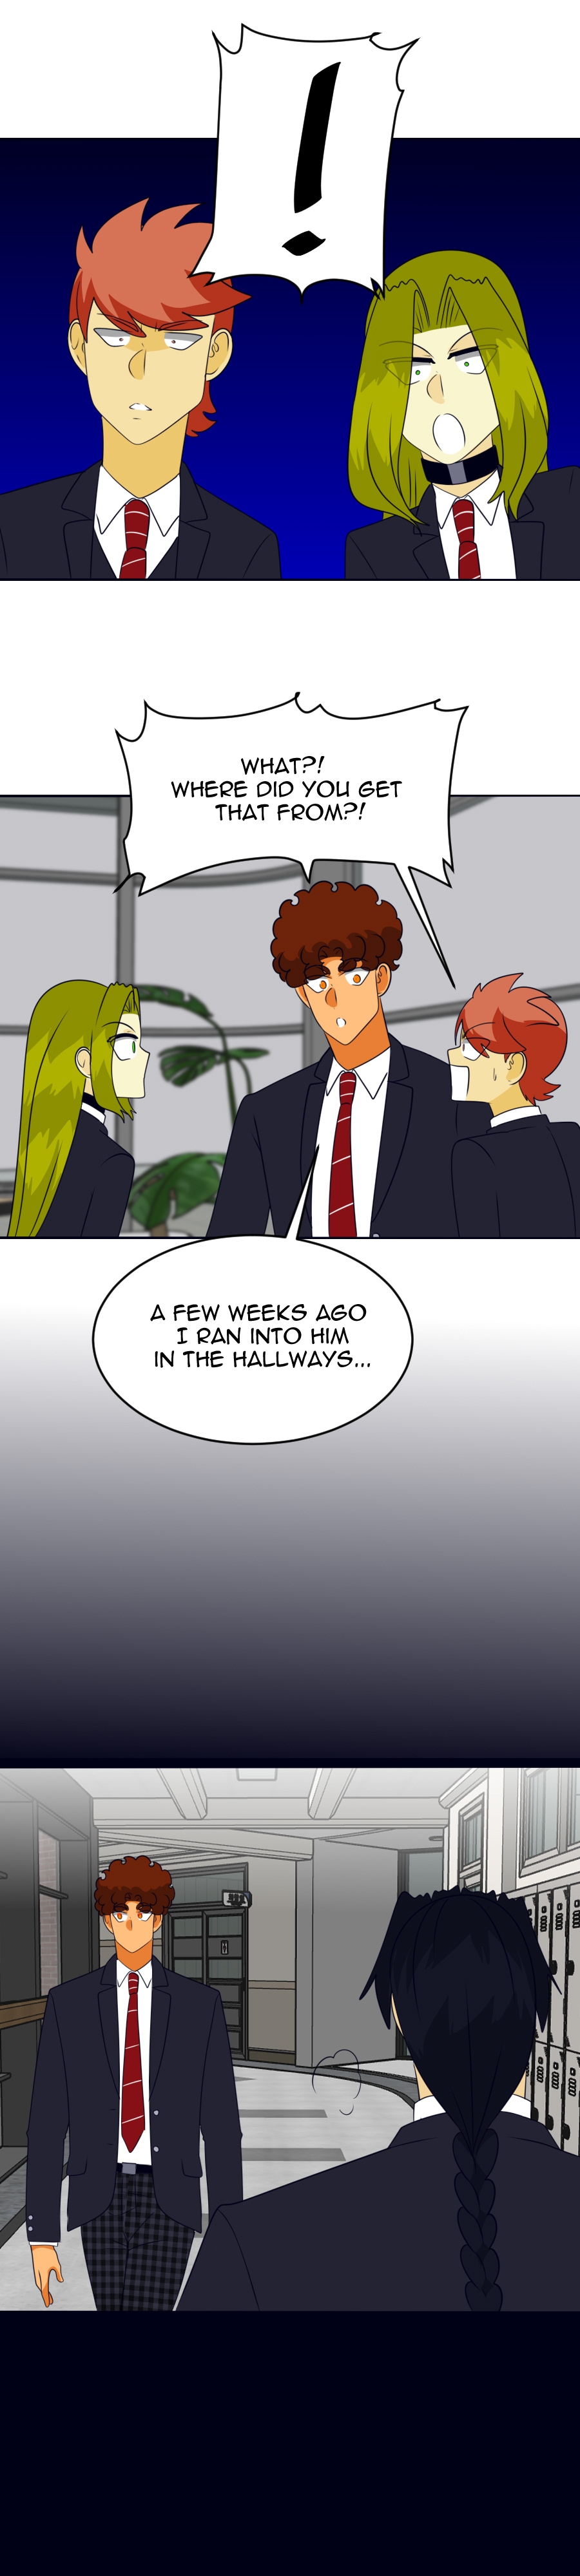 !
WHAT?!
WHERE DID YOU GET
THAT FROM?!
A FEW WEEKS AGO
I RAN INTO HIM
IN THE HALLWAYS...